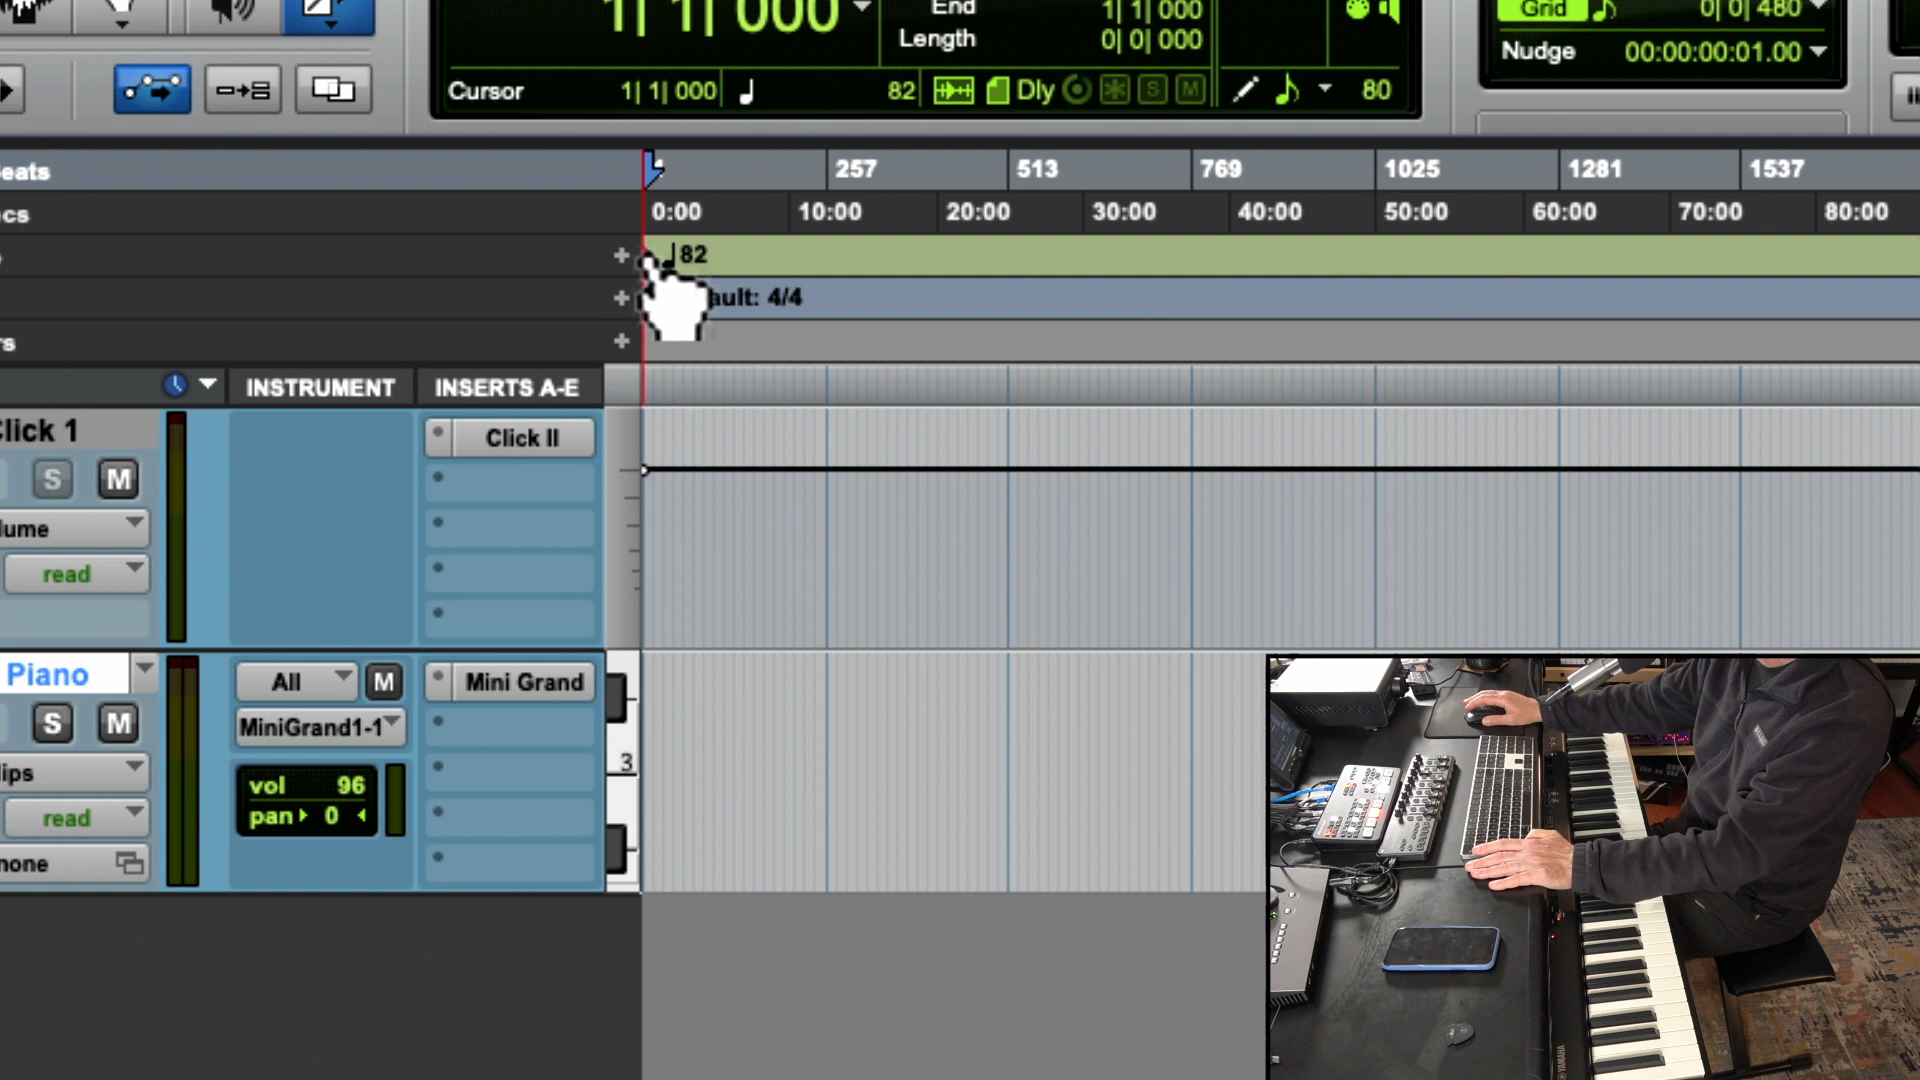 1| 1| 000
End 1| 1| 000
Length 0| 0| 000
Grid 0| 0| 480
Nudge 00:00:00:01.00
Cursor 1| 1| 000 82 Dly S M 80
eats 257 513 769 1025 1281 1537
cs 0:00 10:00 20:00 30:00 40:00 50:00 60:00 70:00 80:00
+ 82
+ ault: 4/4
s +
INSTRUMENT INSERTS A-E
lick 1 Click II
S M
lume
read
Piano All M Mini Grand
S M MiniGrand1-1
3
lips vol 96
read pan 0
none
YAMAHA